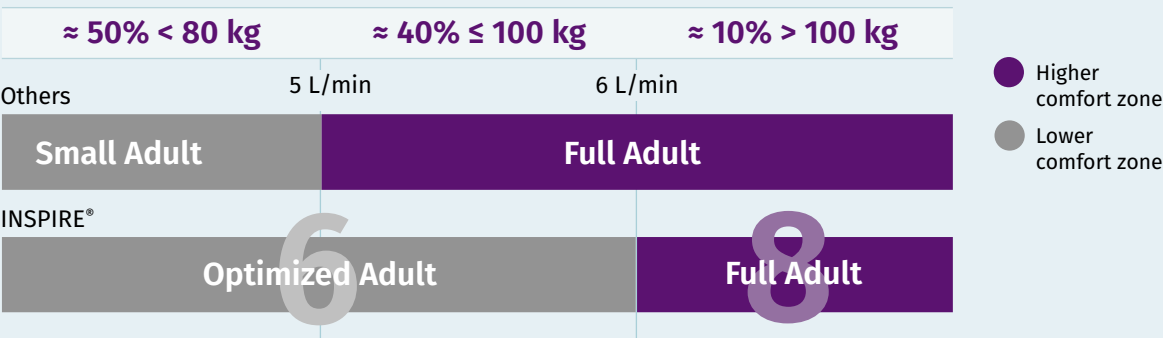 ≈ 50% < 80 kg ≈ 40% ≤ 100 kg ≈ 10% > 100 kg
5 L/min 6 L/min
Others
Small Adult Full Adult
INSPIRE®
6 8
Optimized Adult Full Adult
Higher
comfort zone
Lower
comfort zone